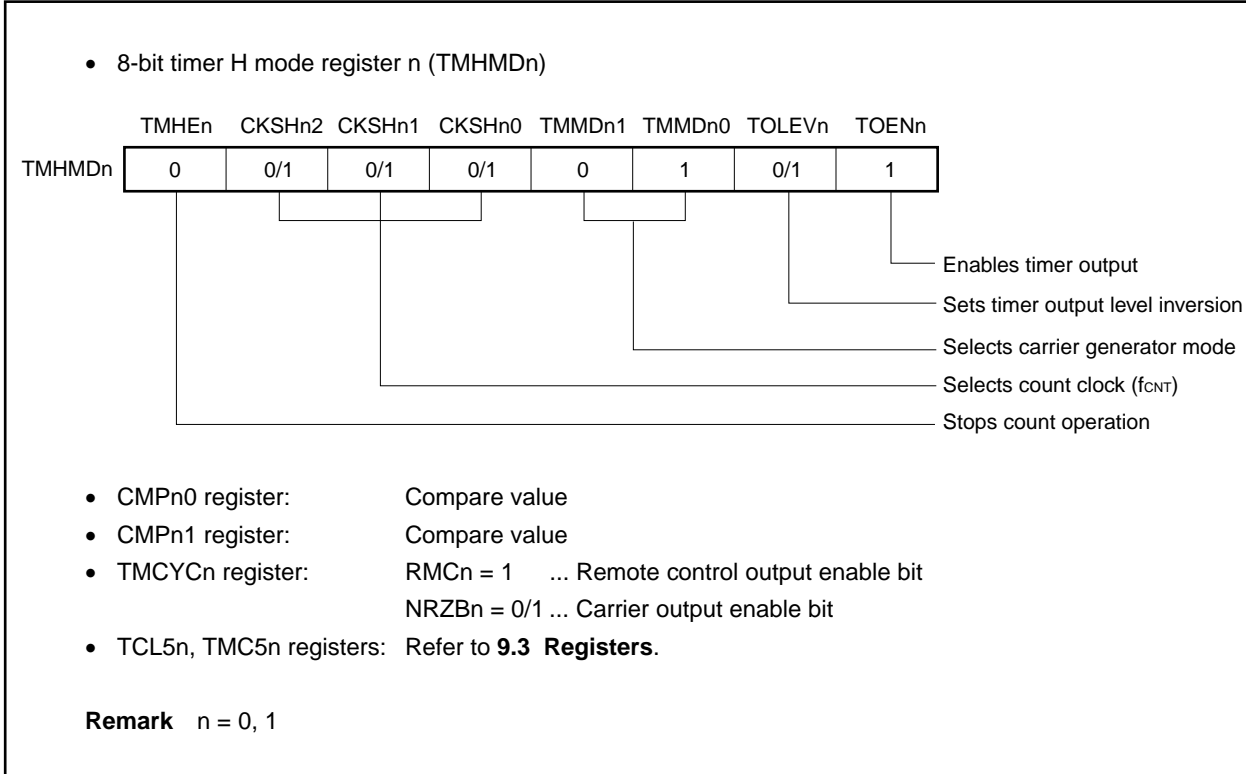 • 8-bit timer H mode register n (TMHMDn)
TMHEn CKSHn2 CKSHn1 CKSHn0 TMMDn1 TMMDn0 TOLEVn TOENn
TMHMDn 0 0/1 0/1 0/1 0 1 0/1 1
Enables timer output
Sets timer output level inversion
Selects carrier generator mode
Selects count clock (fCNT)
Stops count operation
• CMPn0 register: Compare value
• CMPn1 register: Compare value
• TMCYCn register: RMCn = 1 ... Remote control output enable bit
NRZBn = 0/1 ... Carrier output enable bit
• TCL5n, TMC5n registers: Refer to 9.3 Registers.
Remark n = 0, 1